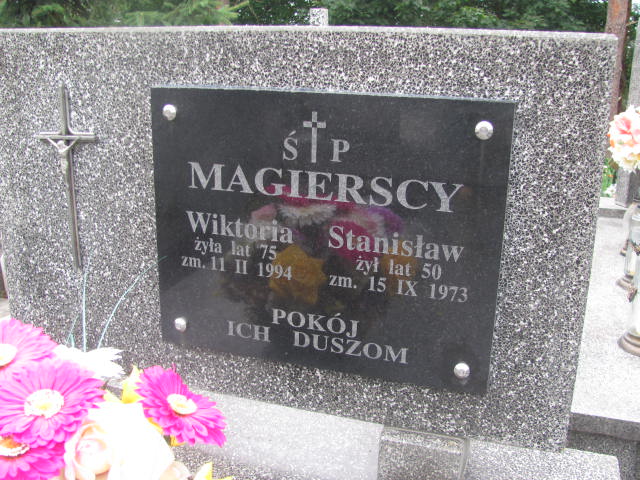 Ś P
MAGIERSCY
Wiktoria
żyła lat 75
zm. 11 II 1994
Stanisław
żył lat 50
zm. 15 IX 1973
POKÓJ
ICH DUSZOM